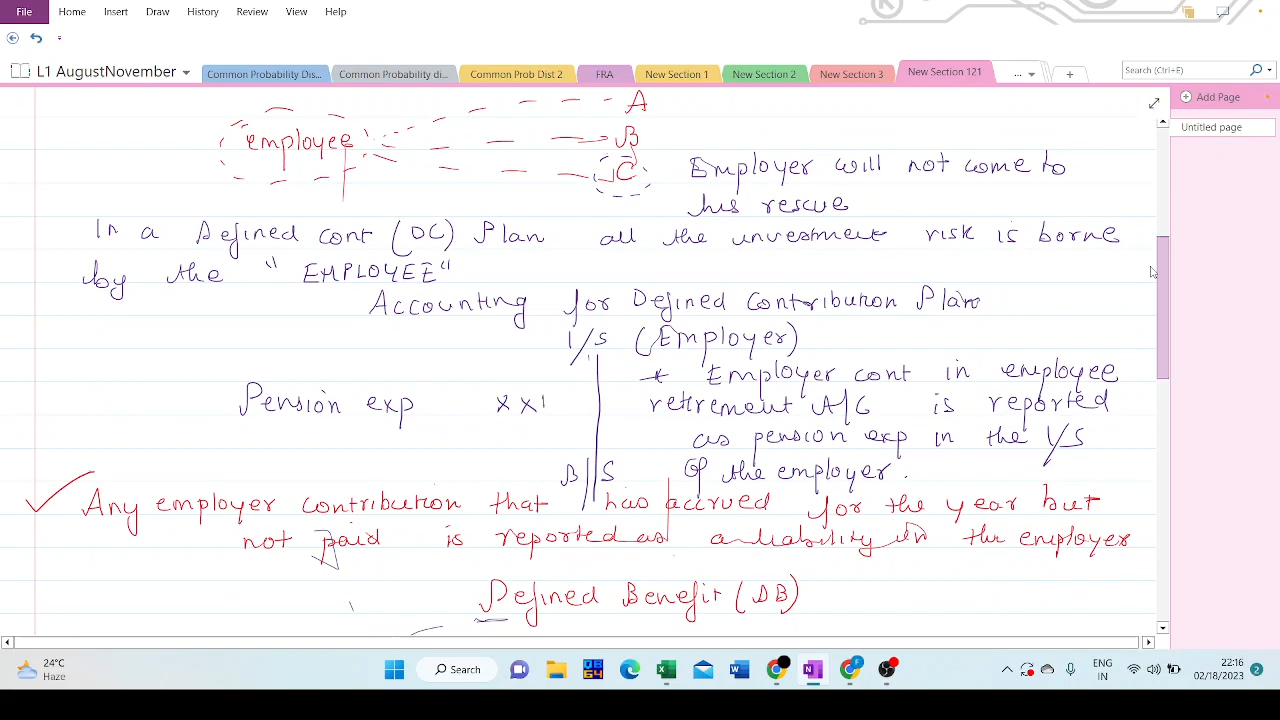 File Home Insert Draw History Review View Help
L1 AugustNovember Common Probability Dis... Common Probability di... Common Prob Dist 2 FRA New Section 1 New Section 2 New Section 3 New Section 121 ... Search (Ctrl+E)
Add Page
Untitled page
A
employee B
C Employer will not come to
his rescue
In a Defined Cont (DC) Plan all the investment risk is borne
by the "EMPLOYEE"
Accounting for Defined Contribution Plans
I/S (Employer)
* Employer cont in employee
Pension exp xx retirement A/C is reported
as pension exp in the I/S
B/S of the employer.
Any employer contribution that has accrued for the year but
not paid is reported as a liability in the employer
Defined Benefit (DB)
24°C
Haze
Search
ENG
IN
22:16
02/18/2023
2